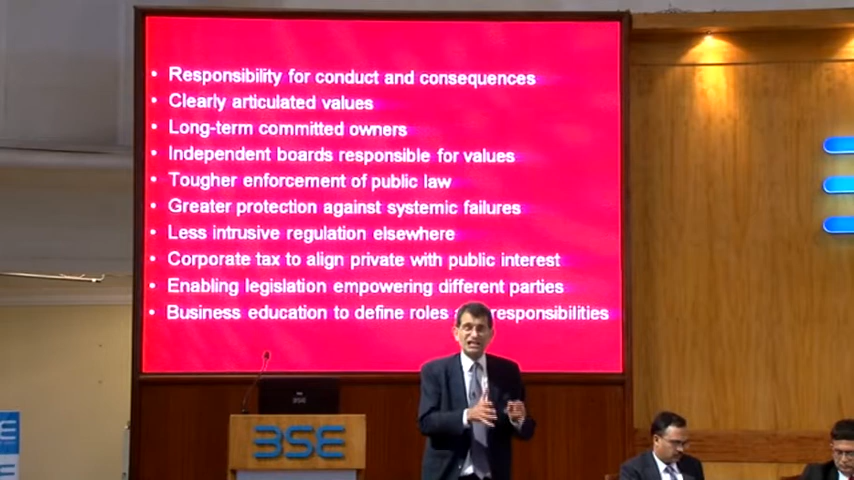 • Responsibility for conduct and consequences
• Clearly articulated values
• Long-term committed owners
• Independent boards responsible for values
• Tougher enforcement of public law
• Greater protection against systemic failures
• Less intrusive regulation elsewhere
• Corporate tax to align private with public interest
• Enabling legislation empowering different parties
• Business education to define roles responsibilities
BSE